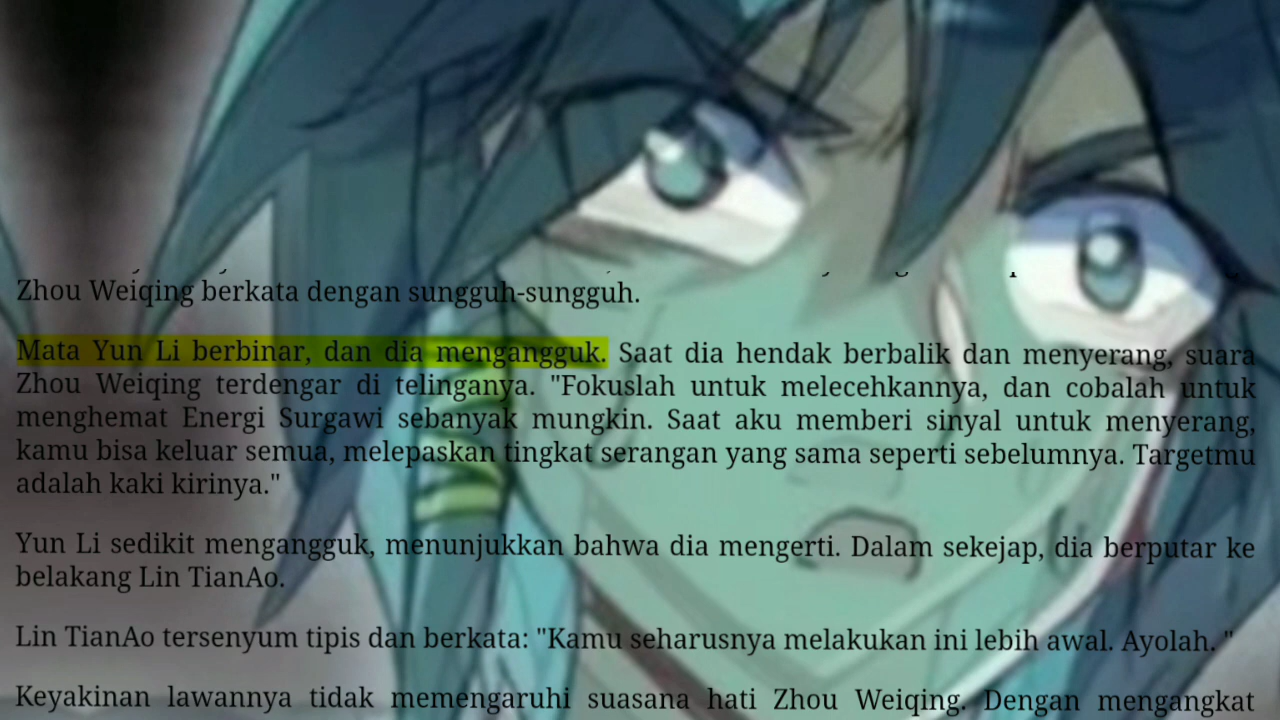 Zhou Weiqing berkata dengan sungguh-sungguh.
Mata Yun Li berbinar, dan dia mengangguk. Saat dia hendak berbalik dan menyerang, suara
Zhou Weiqing terdengar di telinganya. "Fokuslah untuk melecehkannya, dan cobalah untuk
menghemat Energi Surgawi sebanyak mungkin. Saat aku memberi sinyal untuk menyerang,
kamu bisa keluar semua, melepaskan tingkat serangan yang sama seperti sebelumnya. Targetmu
adalah kaki kirinya."
Yun Li sedikit mengangguk, menunjukkan bahwa dia mengerti. Dalam sekejap, dia berputar ke
belakang Lin TianAo.
Lin TianAo tersenyum tipis dan berkata: "Kamu seharusnya melakukan ini lebih awal. Ayolah. "
Keyakinan lawannya tidak memengaruhi suasana hati Zhou Weiqing. Dengan mengangkat